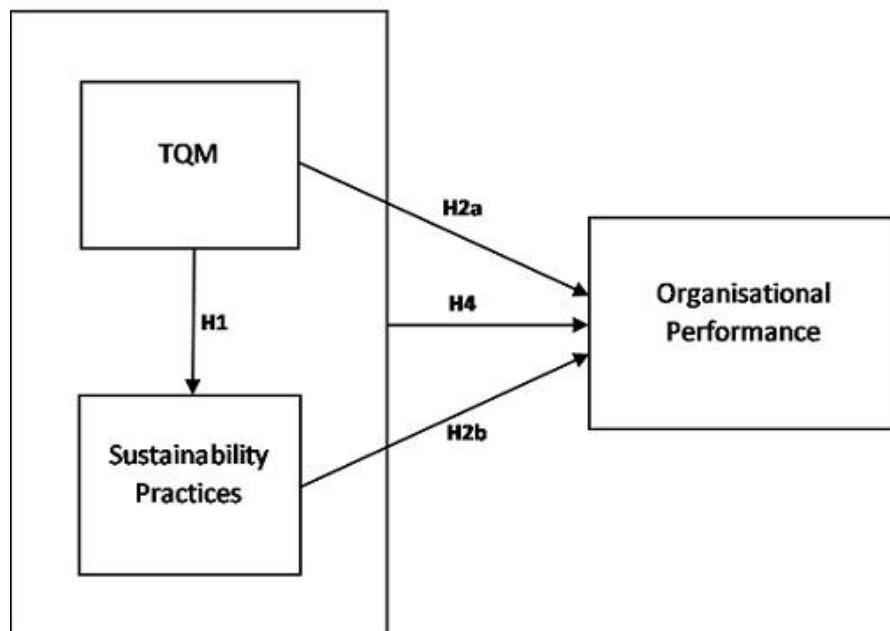 TQM
H2a
H1
H4
Organisational
Performance
Sustainability
Practices
H2b